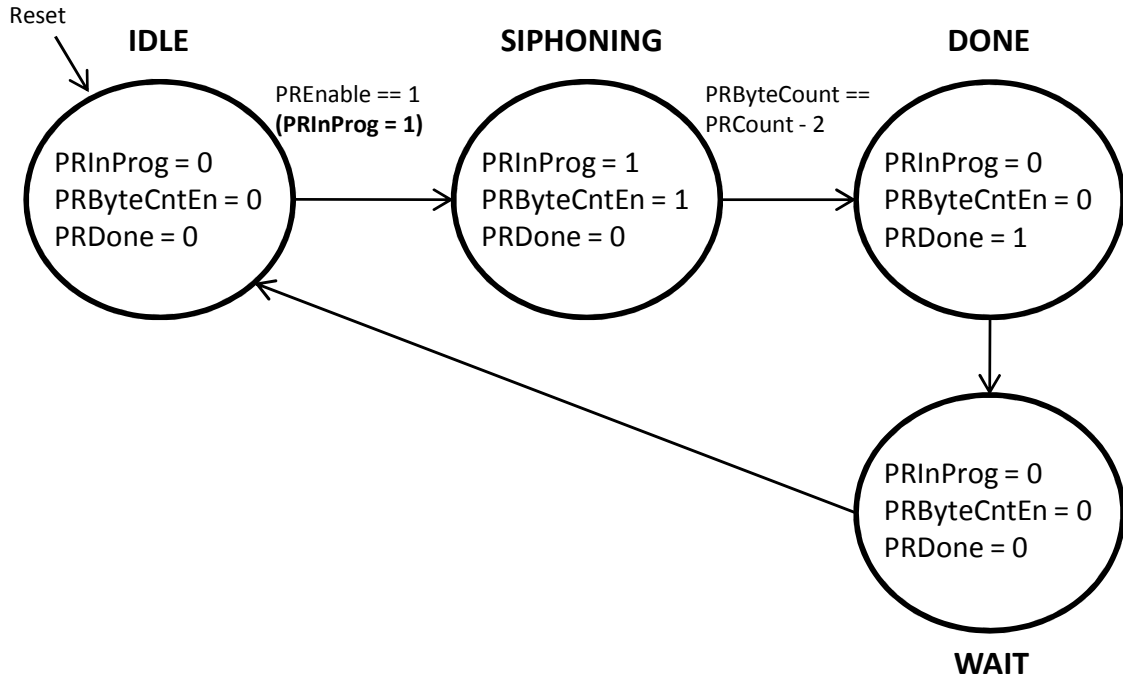 Reset
IDLE
SIPHONING
DONE
PREnable == 1
(PRInProg = 1)
PRByteCount ==
PRCount - 2
PRInProg = 0
PRByteCntEn = 0
PRDone = 0
PRInProg = 1
PRByteCntEn = 1
PRDone = 0
PRInProg = 0
PRByteCntEn = 0
PRDone = 1
PRInProg = 0
PRByteCntEn = 0
PRDone = 0
WAIT